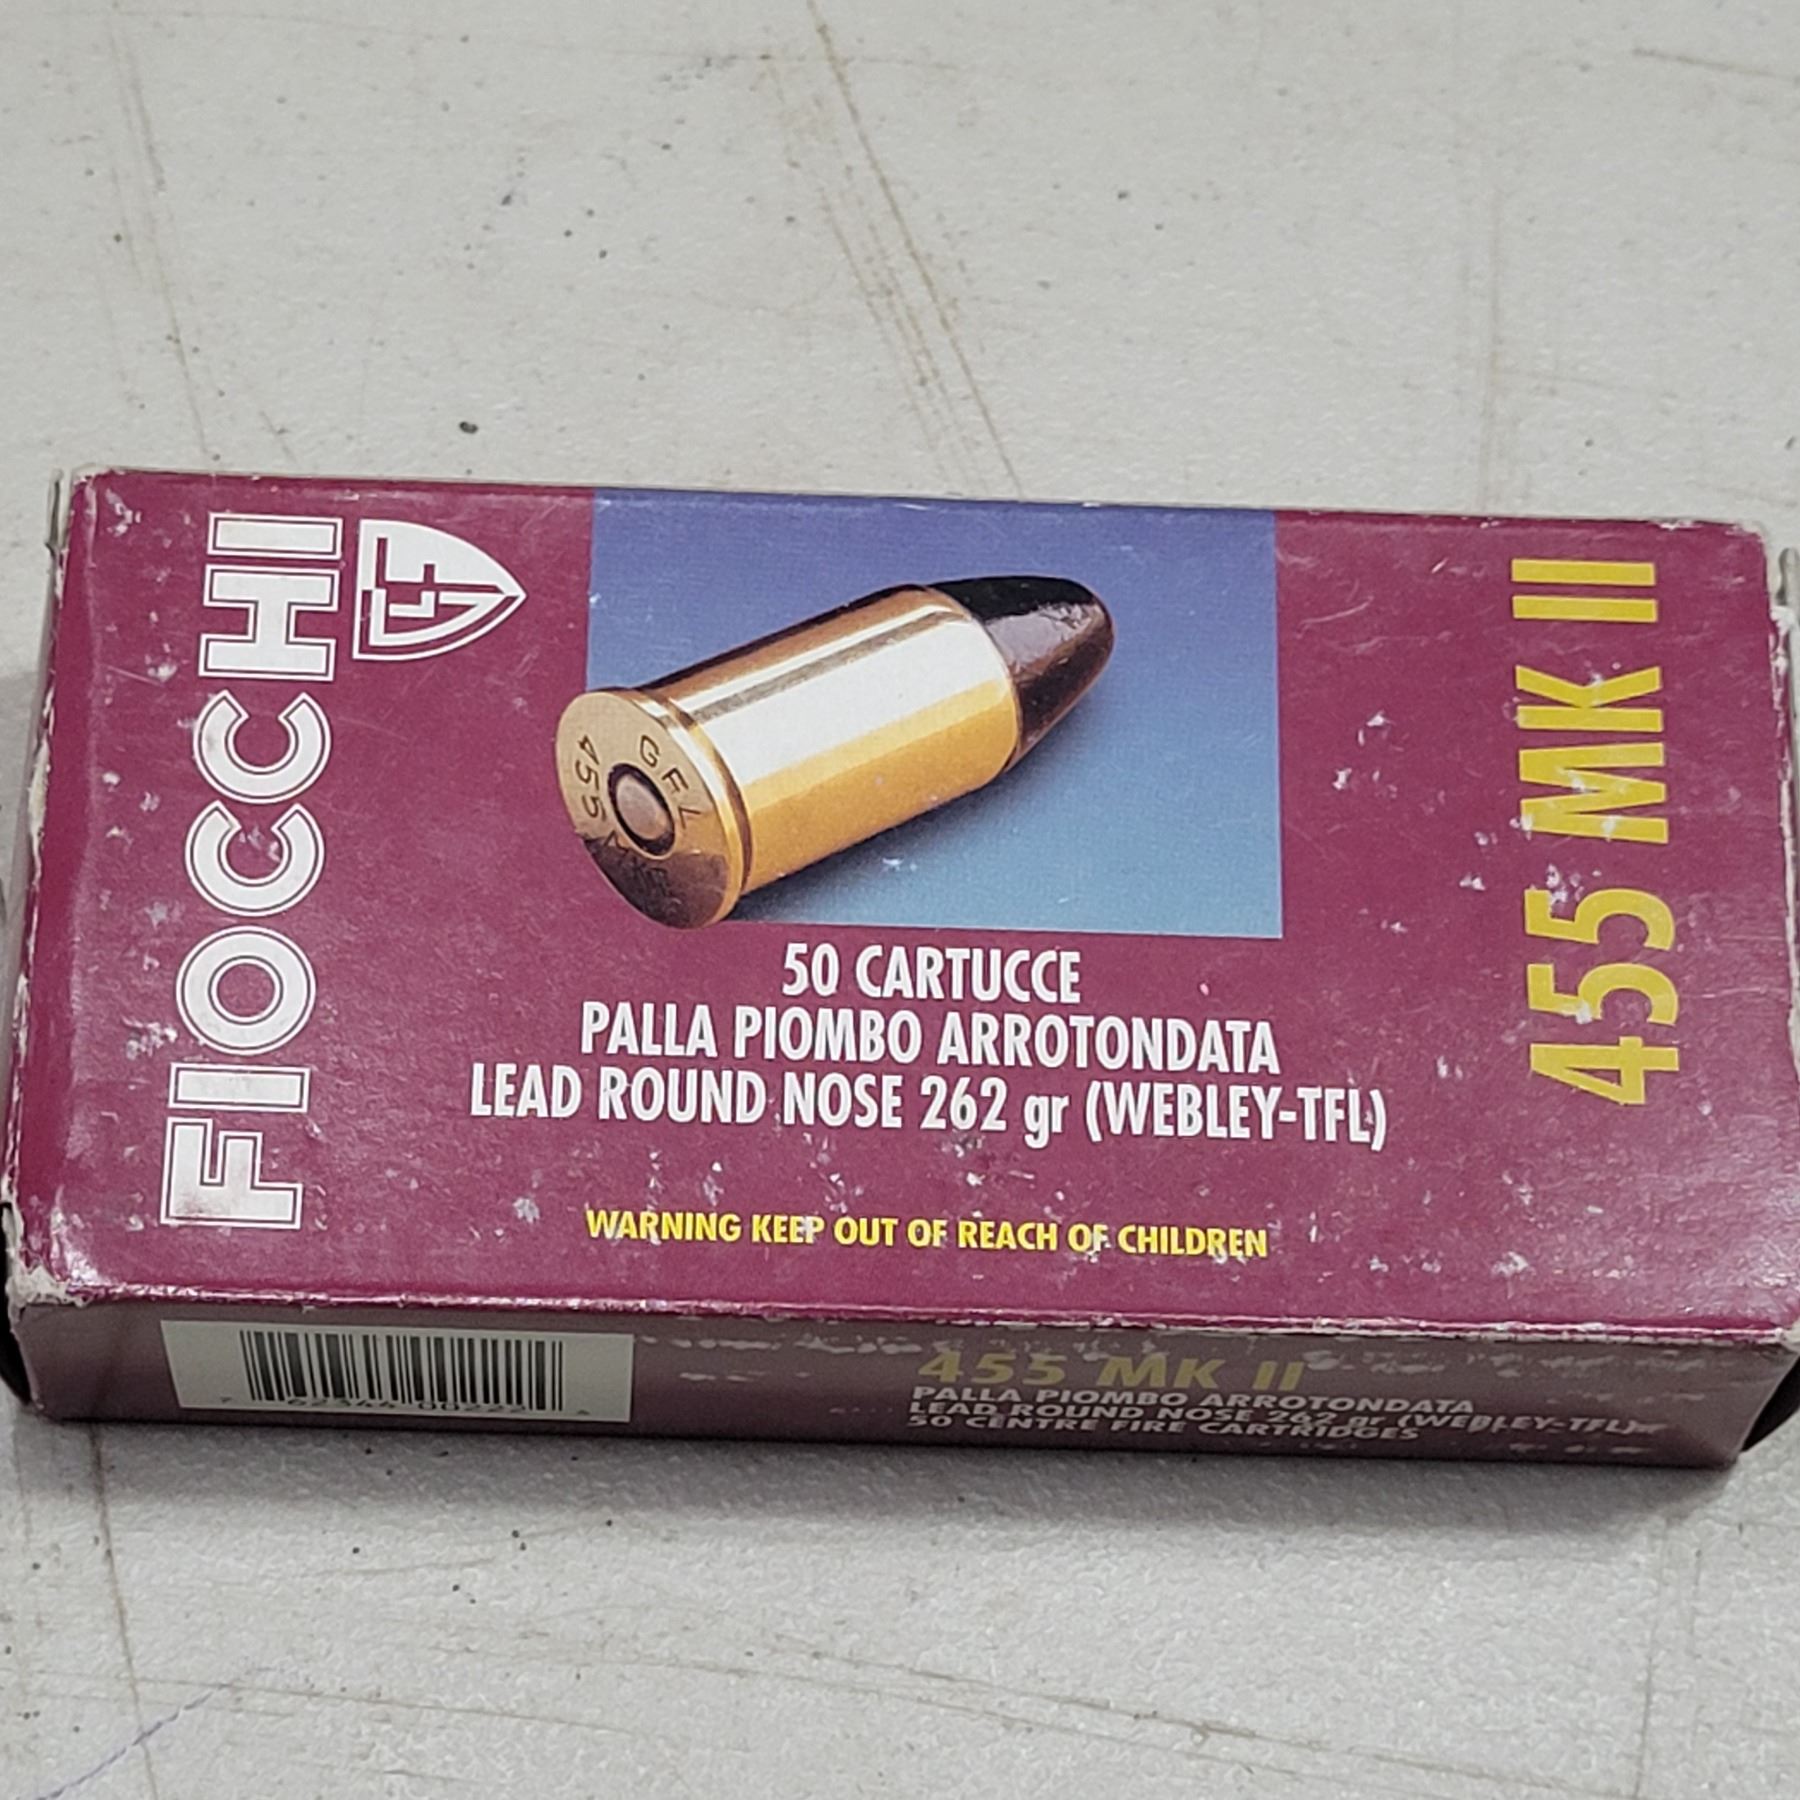 FIOCCHI
GFL
455
50 CARTUCCE
PALLA PIOMBO ARROTONDATA
LEAD ROUND NOSE 262 gr (WEBLEY-TFL)
WARNING KEEP OUT OF REACH OF CHILDREN
455 MK II
455 MK II
PALLA PIOMBO ARROTONDATA
LEAD ROUND NOSE 262 gr (WEBLEY-TFL)
50 CENTRE FIRE CARTRIDGES